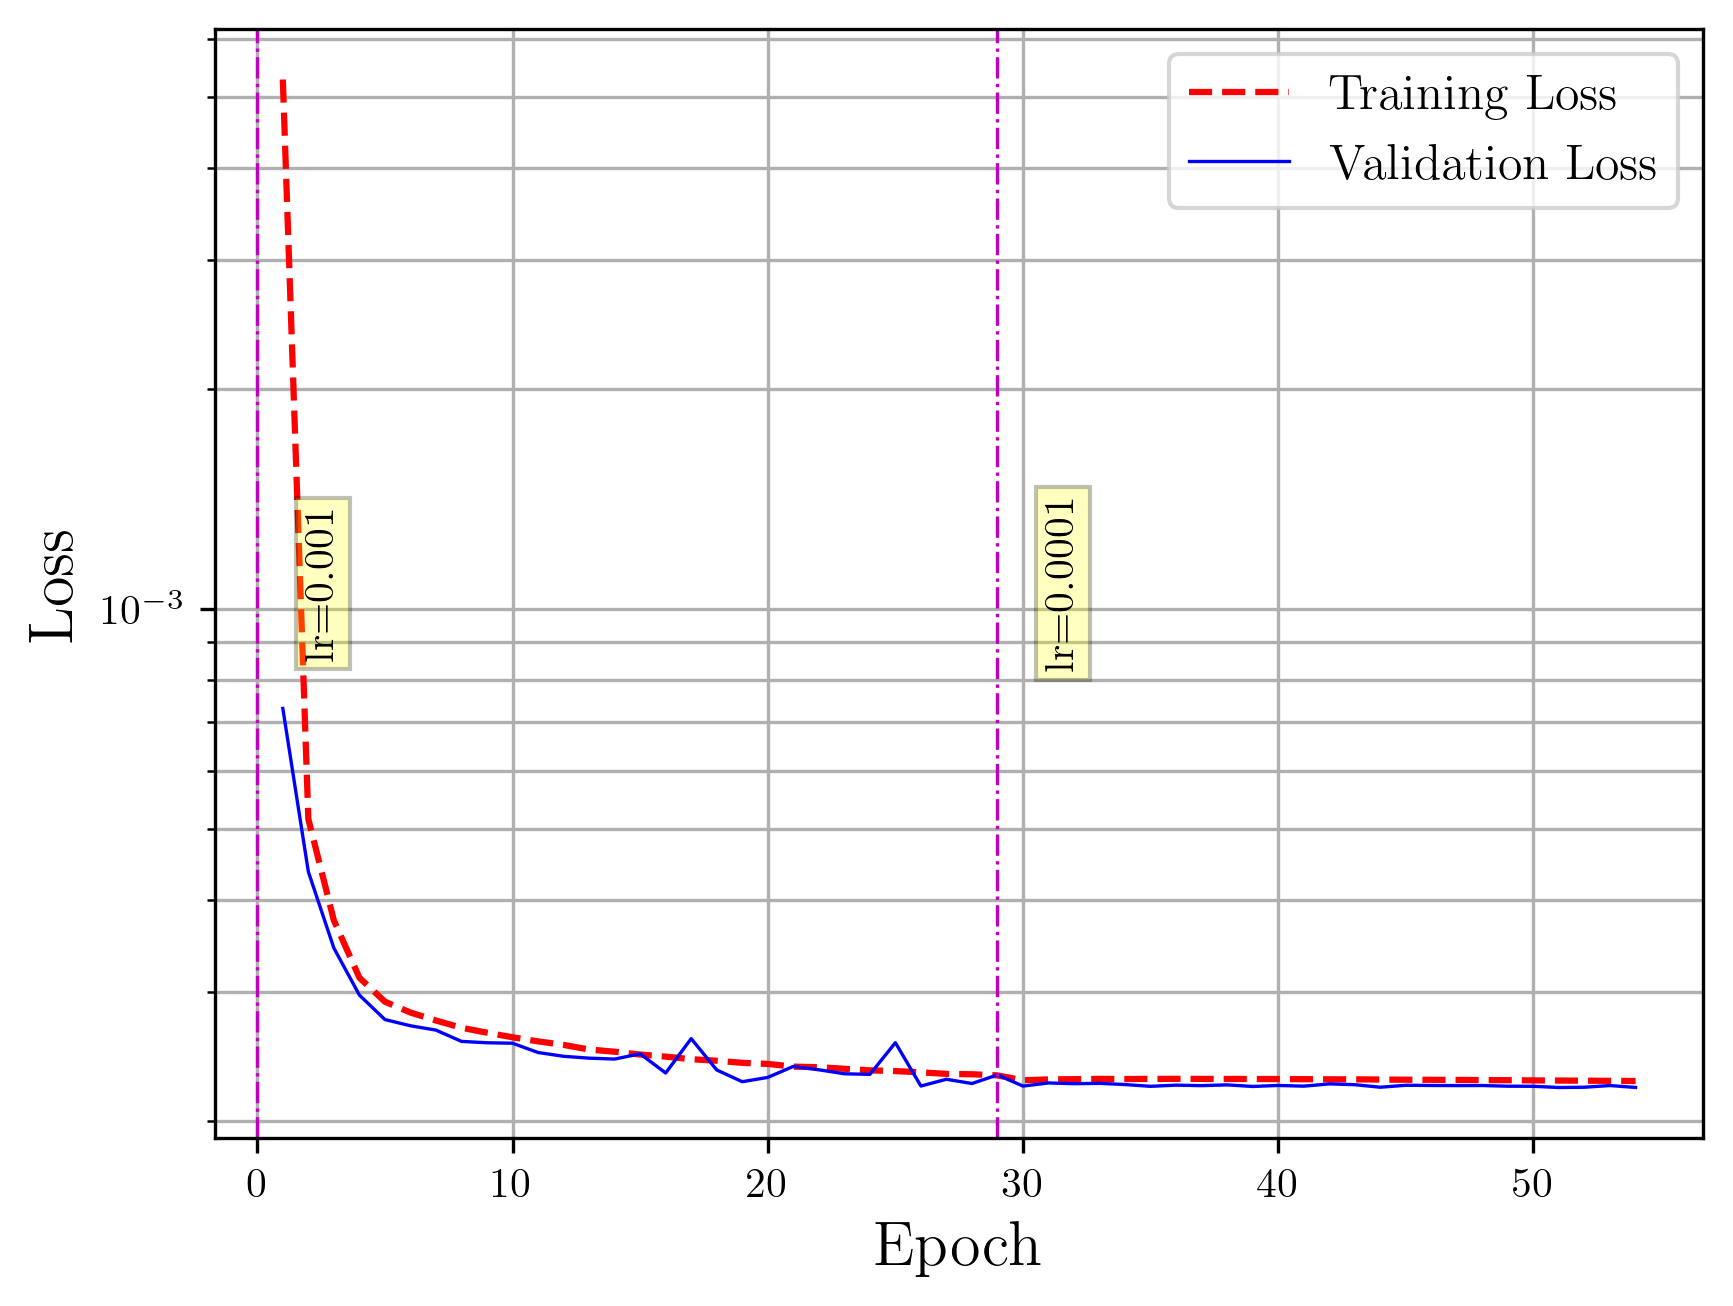 Training Loss
Validation Loss
lr=0.001
lr=0.0001
Loss
10⁻³
0 10 20 30 40 50
Epoch